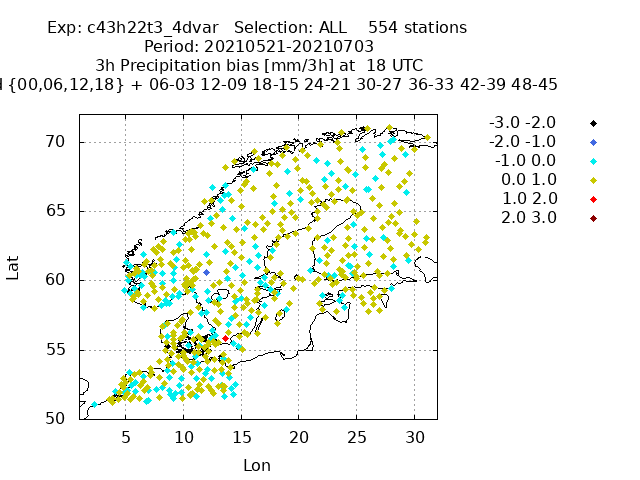 Exp: c43h22t3_4dvar   Selection: ALL    554 stations
Period: 20210521-20210703
3h Precipitation bias [mm/3h] at  18 UTC
{00,06,12,18} + 06-03 12-09 18-15 24-21 30-27 36-33 42-39 48-45
-3.0 -2.0
-2.0 -1.0
-1.0 0.0
0.0 1.0
1.0 2.0
2.0 3.0
70
65
60
55
50
Lat
5 10 15 20 25 30
Lon